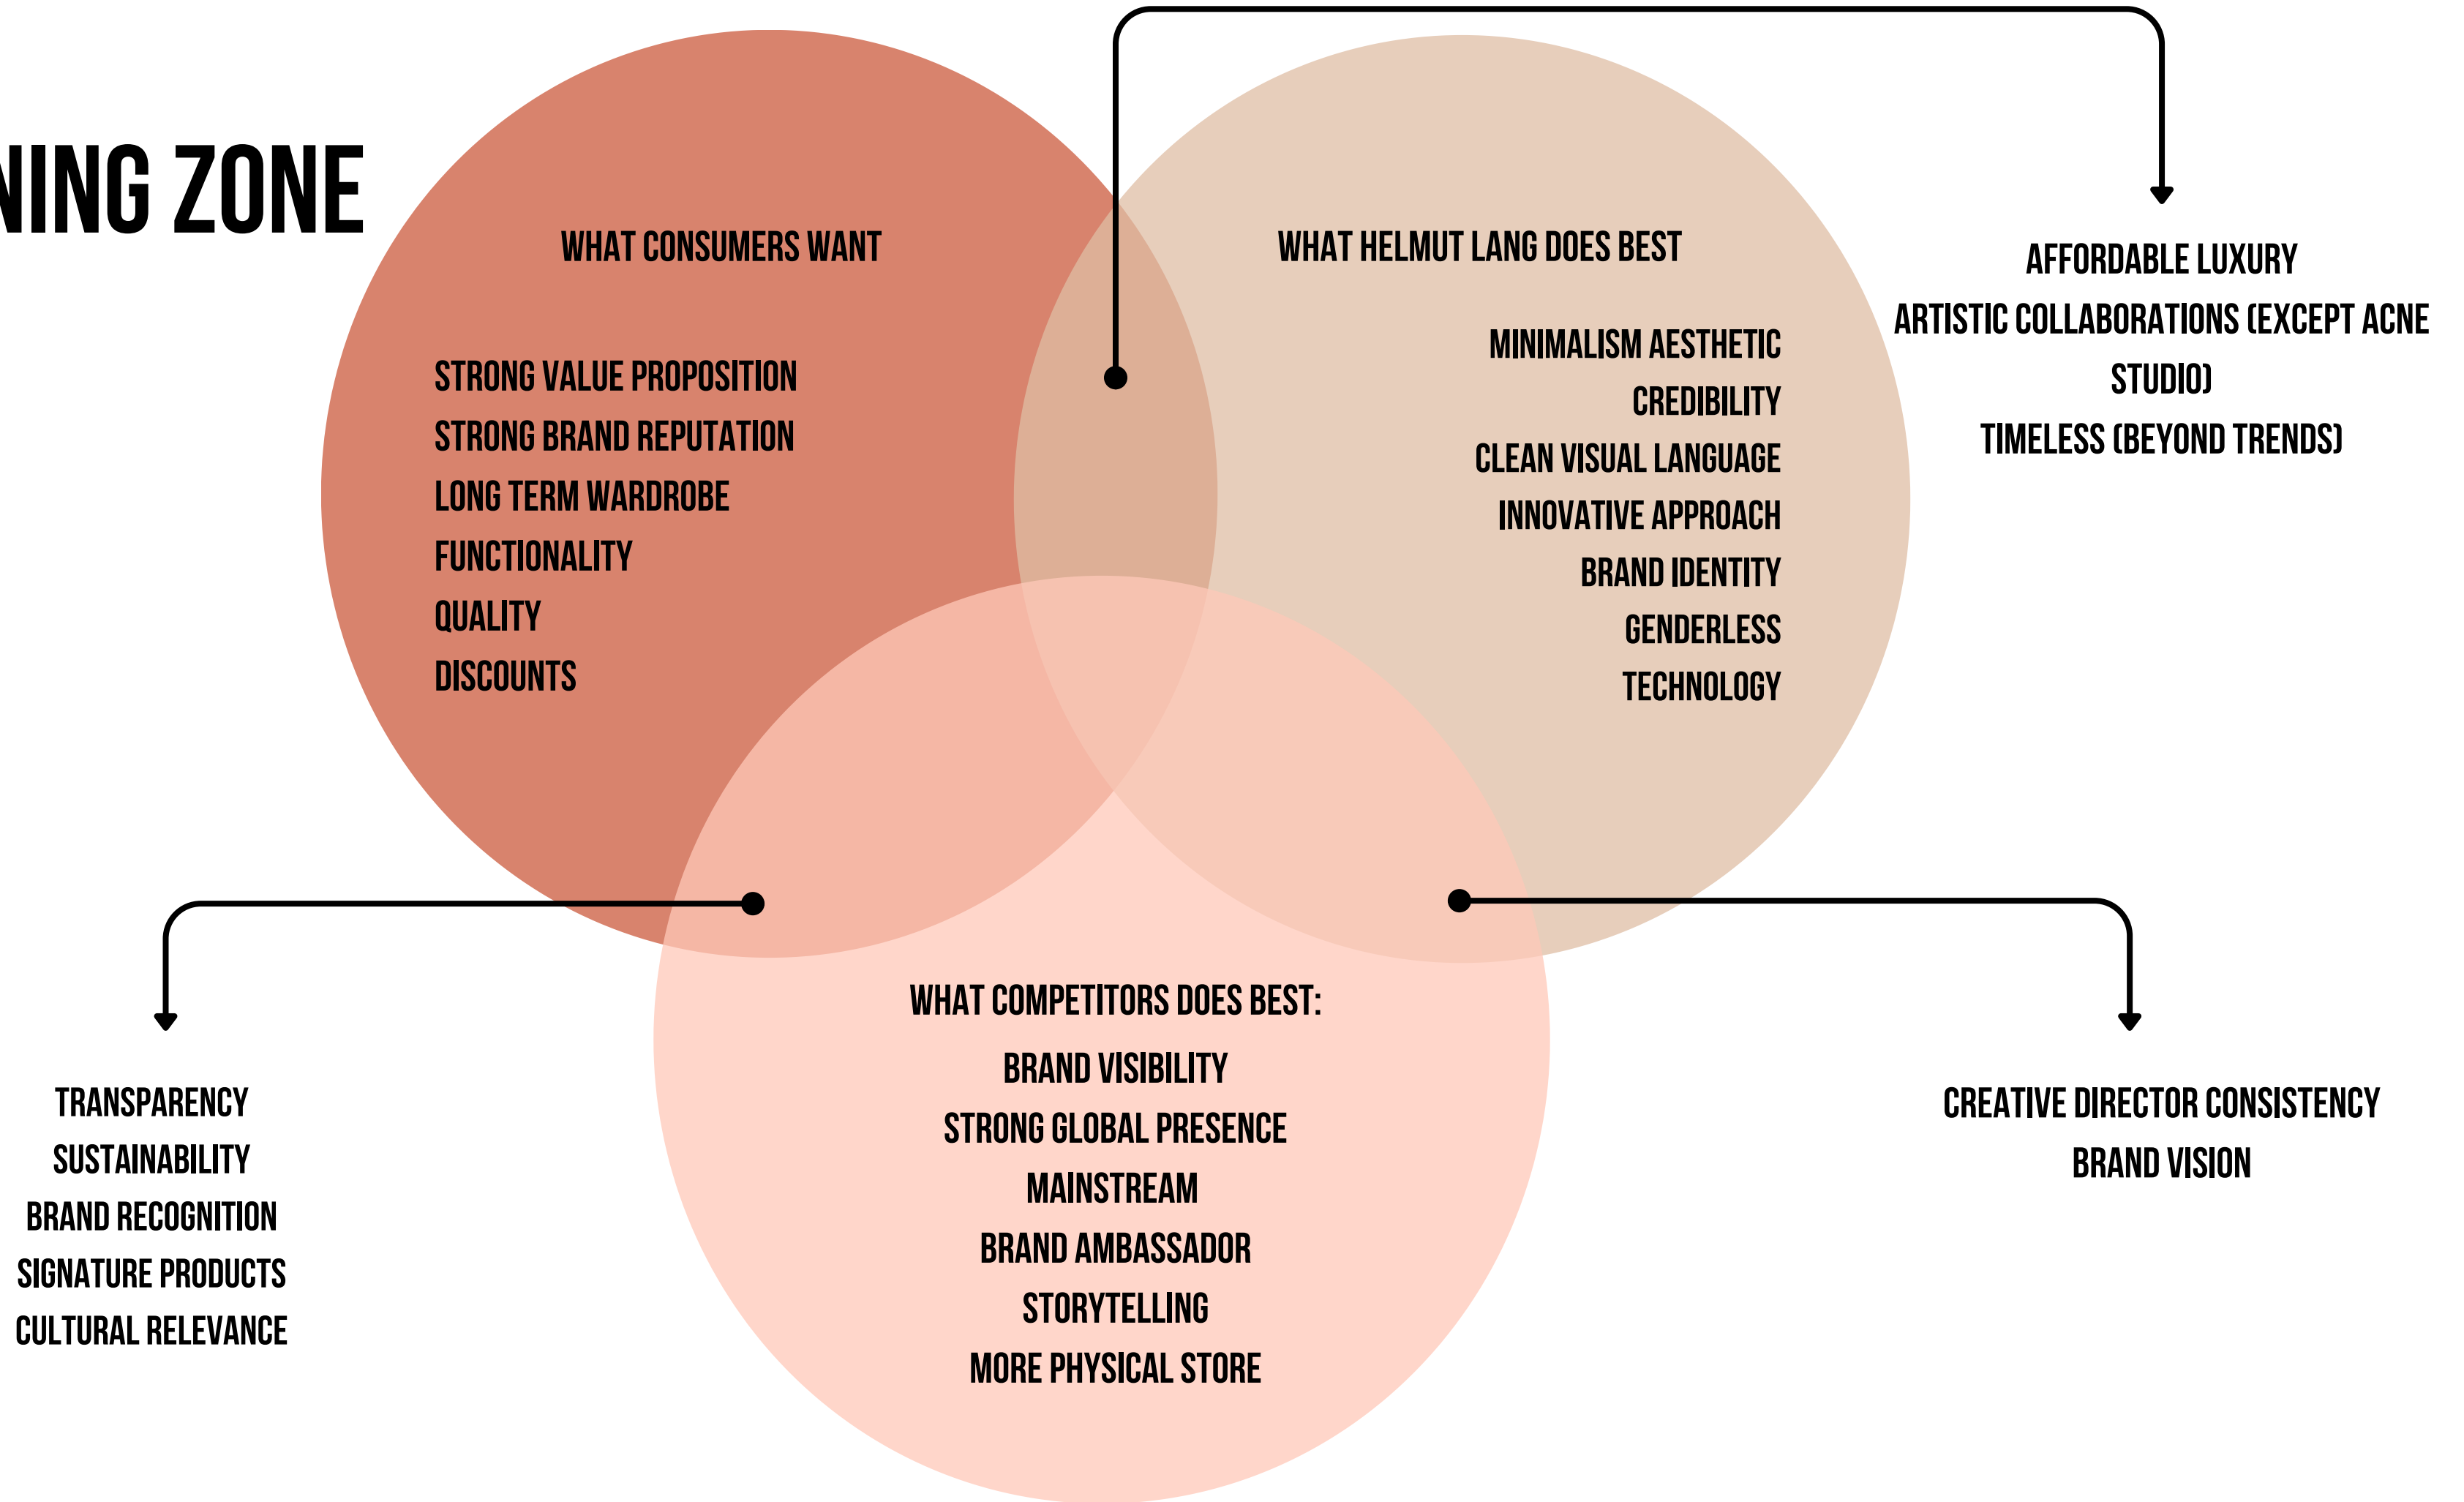 NING ZONE
WHAT CONSUMERS WANT
STRONG VALUE PROPOSITION
STRONG BRAND REPUTATION
LONG TERM WARDROBE
FUNCTIONALITY
QUALITY
DISCOUNTS
WHAT HELMUT LANG DOES BEST
MINIMALISM AESTHETIC
CREDIBILITY
CLEAN VISUAL LANGUAGE
INNOVATIVE APPROACH
BRAND IDENTITY
GENDERLESS
TECHNOLOGY
AFFORDABLE LUXURY
ARTISTIC COLLABORATIONS (EXCEPT ACNE
STUDIO)
TIMELESS (BEYOND TRENDS)
WHAT COMPETITORS DOES BEST:
BRAND VISIBILITY
STRONG GLOBAL PRESENCE
MAINSTREAM
BRAND AMBASSADOR
STORYTELLING
MORE PHYSICAL STORE
TRANSPARENCY
SUSTAINABILITY
BRAND RECOGNITION
SIGNATURE PRODUCTS
CULTURAL RELEVANCE
CREATIVE DIRECTOR CONSISTENCY
BRAND VISION